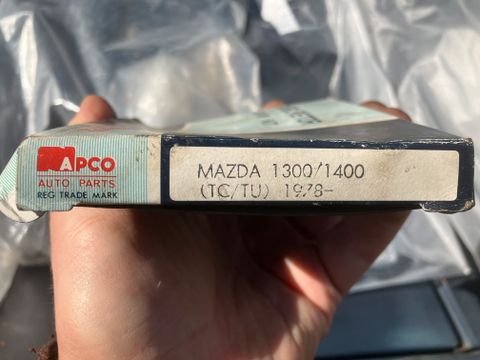 APCO
AUTO PARTS
REG TRADE MARK
MAZDA 1300/1400
(TC/TU) 1978-